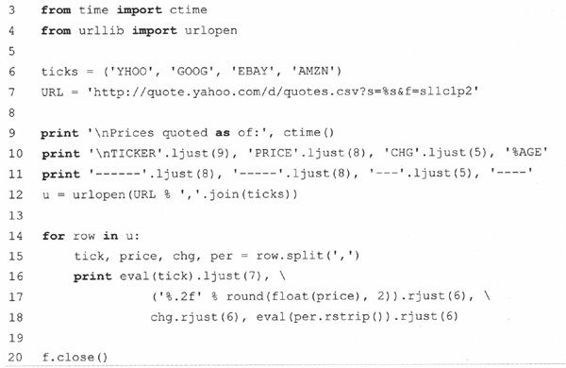 3 from time import ctime
4 from urllib import urlopen
5
6 ticks = ('YHOO', 'GOOG', 'EBAY', 'AMZN')
7 URL = 'http://quote.yahoo.com/d/quotes.csv?s=%s&f=sl1c1p2'
8
9 print '\nPrices quoted as of:', ctime()
10 print '\nTICKER'.ljust(9), 'PRICE'.ljust(8), 'CHG'.ljust(5), '%AGE'
11 print '------'.ljust(8), '-----'.ljust(8), '---'.ljust(5), '----'
12 u = urlopen(URL % ','.join(ticks))
13
14 for row in u:
15 tick, price, chg, per = row.split(',')
16 print eval(tick).ljust(7), \
17 ('%.2f' % round(float(price), 2)).rjust(6), \
18 chg.rjust(6), eval(per.rstrip()).rjust(6)
19
20 f.close()